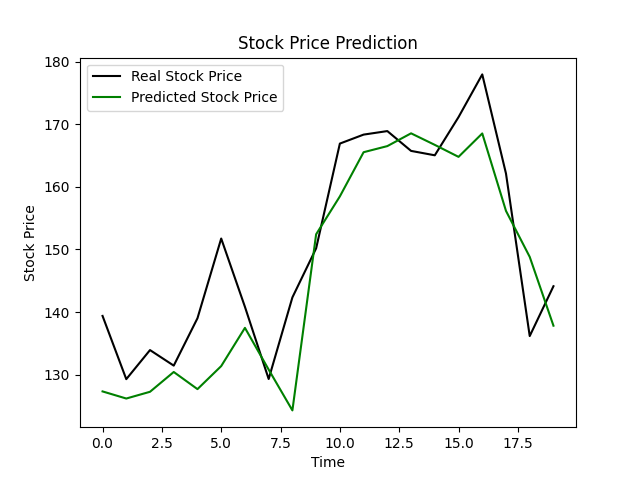 Stock Price Prediction
Real Stock Price
Predicted Stock Price
Stock Price
180
170
160
150
140
130
0.0 2.5 5.0 7.5 10.0 12.5 15.0 17.5
Time